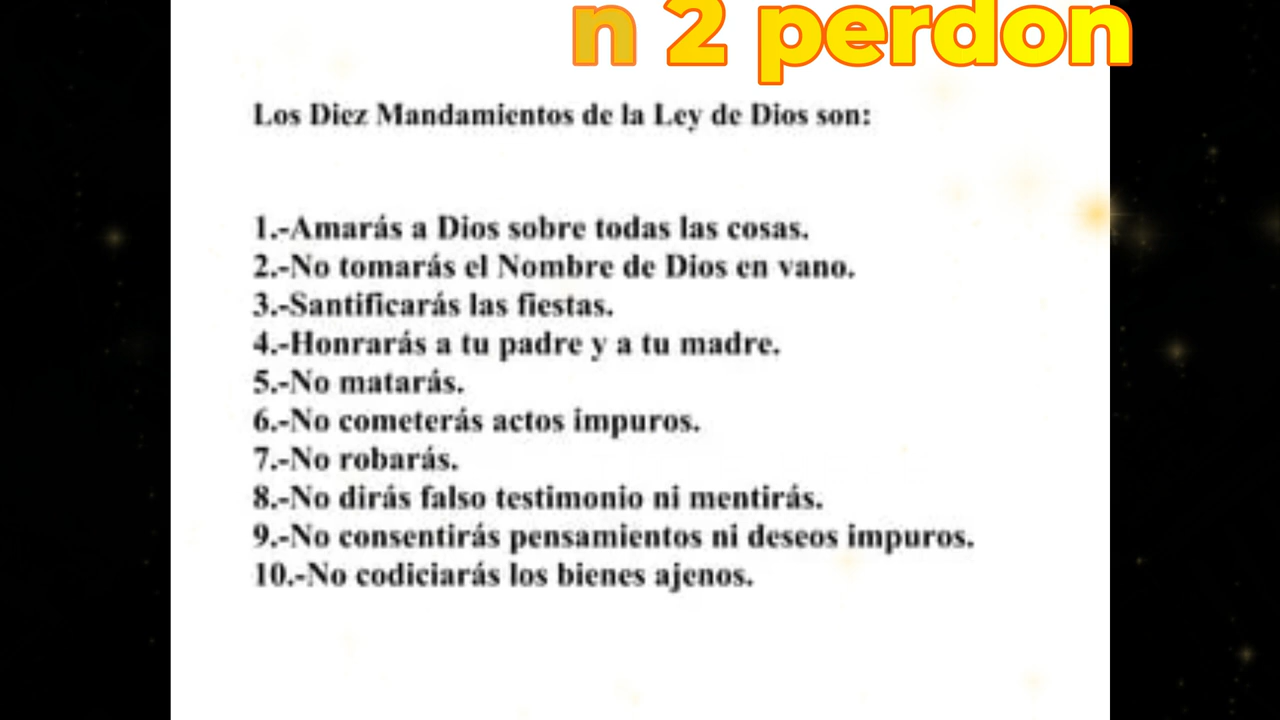 n 2 perdon
Los Diez Mandamientos de la Ley de Dios son:
1.-Amarás a Dios sobre todas las cosas.
2.-No tomarás el Nombre de Dios en vano.
3.-Santificarás las fiestas.
4.-Honrarás a tu padre y a tu madre.
5.-No matarás.
6.-No cometerás actos impuros.
7.-No robarás.
8.-No dirás falso testimonio ni mentirás.
9.-No consentirás pensamientos ni deseos impuros.
10.-No codiciarás los bienes ajenos.